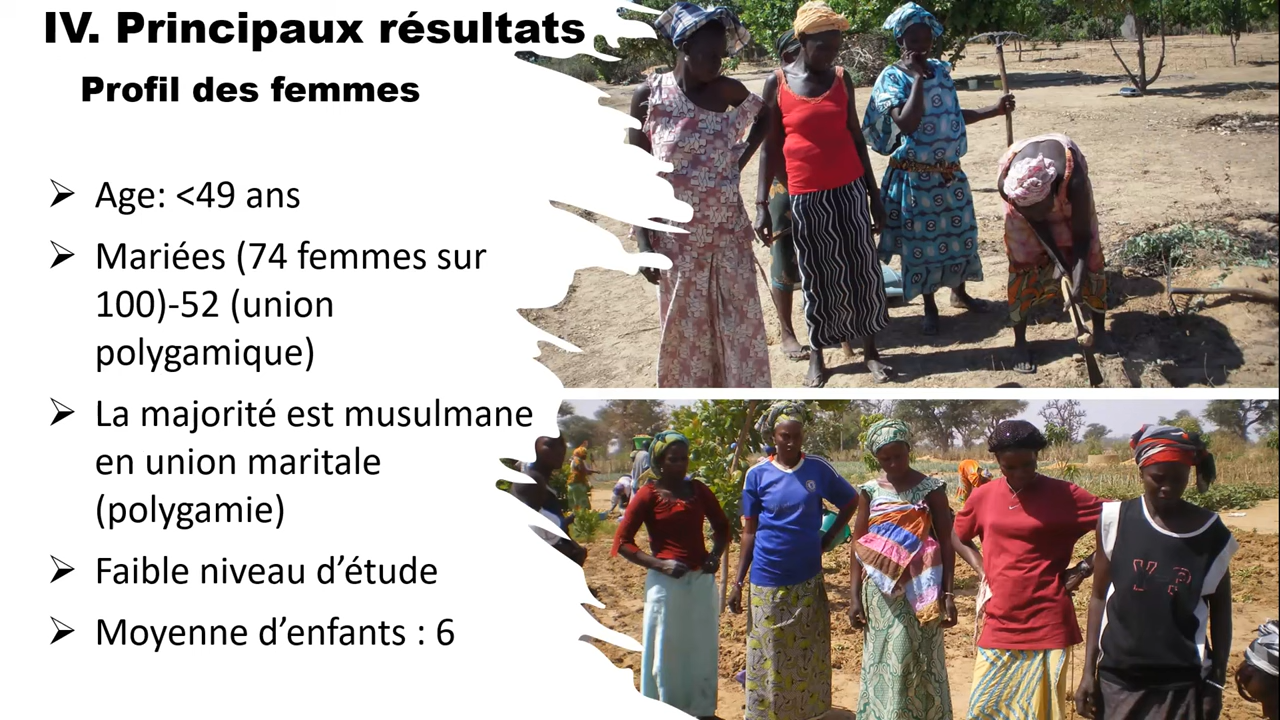 IV. Principaux résultats
Profil des femmes
➢ Age: <49 ans
➢ Mariées (74 femmes sur
100)-52 (union
polygamique)
➢ La majorité est musulmane
en union maritale
(polygamie)
➢ Faible niveau d’étude
➢ Moyenne d’enfants : 6